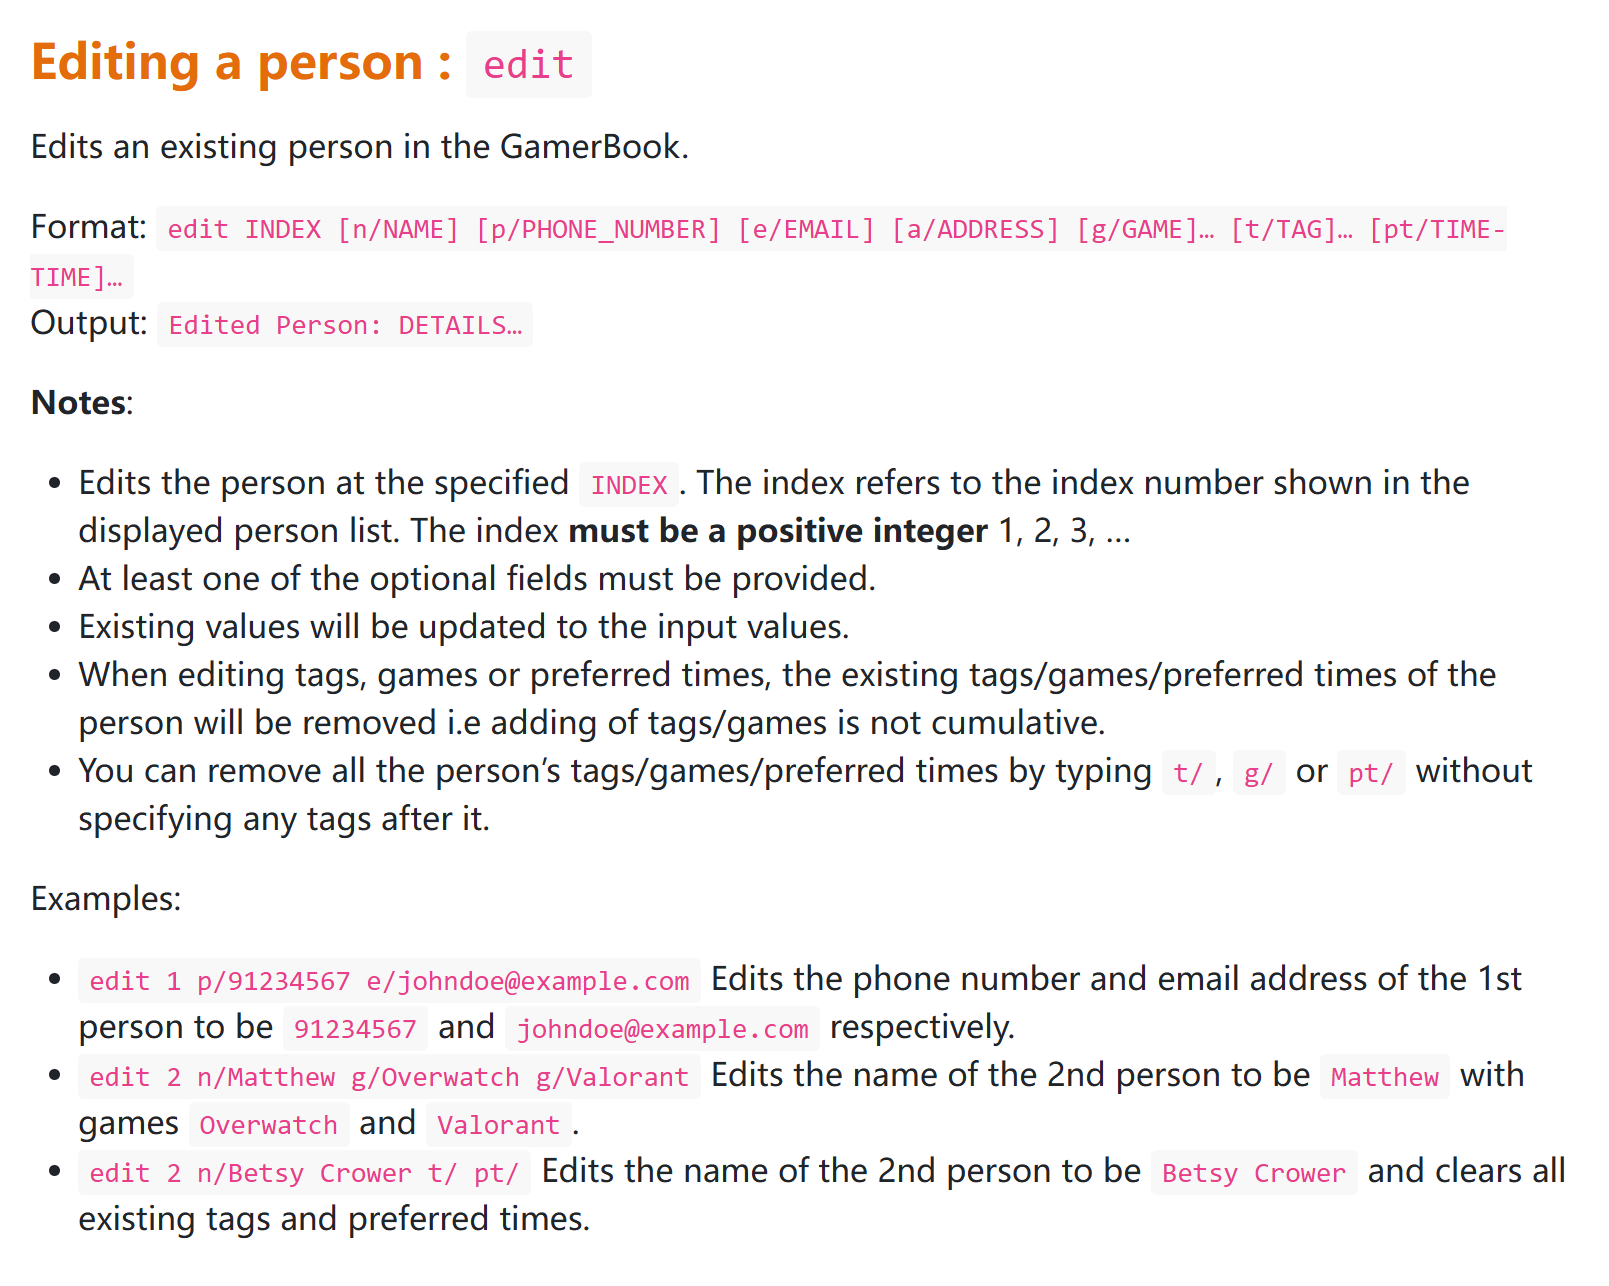 Editing a person : edit
Edits an existing person in the GamerBook.
Format: edit INDEX [n/NAME] [p/PHONE_NUMBER] [e/EMAIL] [a/ADDRESS] [g/GAME]… [t/TAG]… [pt/TIME-
TIME]…
Output: Edited Person: DETAILS…
Notes:
• Edits the person at the specified INDEX. The index refers to the index number shown in the
displayed person list. The index must be a positive integer 1, 2, 3, …
• At least one of the optional fields must be provided.
• Existing values will be updated to the input values.
• When editing tags, games or preferred times, the existing tags/games/preferred times of the
person will be removed i.e adding of tags/games is not cumulative.
• You can remove all the person’s tags/games/preferred times by typing t/, g/ or pt/ without
specifying any tags after it.
Examples:
• edit 1 p/91234567 e/johndoe@example.com Edits the phone number and email address of the 1st
person to be 91234567 and johndoe@example.com respectively.
• edit 2 n/Matthew g/Overwatch g/Valorant Edits the name of the 2nd person to be Matthew with
games Overwatch and Valorant.
• edit 2 n/Betsy Crower t/ pt/ Edits the name of the 2nd person to be Betsy Crower and clears all
existing tags and preferred times.